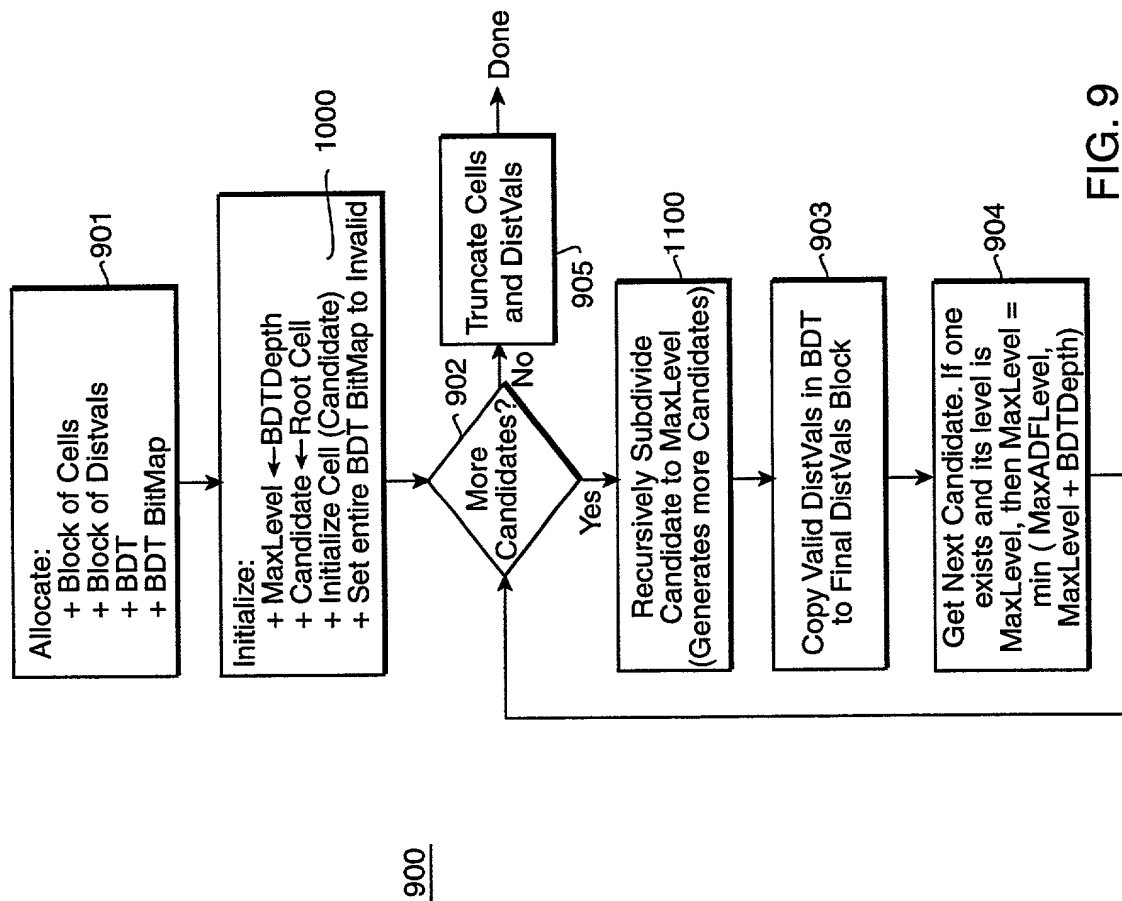 900
Allocate:
+ Block of Cells
+ Block of Distvals
+ BDT
+ BDT BitMap
901
Initialize:
+ MaxLevel ←BDTDepth
+ Candidate ←Root Cell
+ Initialize Cell (Candidate)
+ Set entire BDT BitMap to Invalid
1000
More
Candidates?
902
No
Yes
Truncate Cells
and DistVals
905
Done
Recursively Subdivide
Candidate to MaxLevel
(Generates more Candidates)
1100
Copy Valid DistVals in BDT
to Final DistVals Block
903
Get Next Candidate. If one
exists and its level is
MaxLevel, then MaxLevel =
min ( MaxADFLevel,
MaxLevel + BDTDepth)
904
FIG. 9